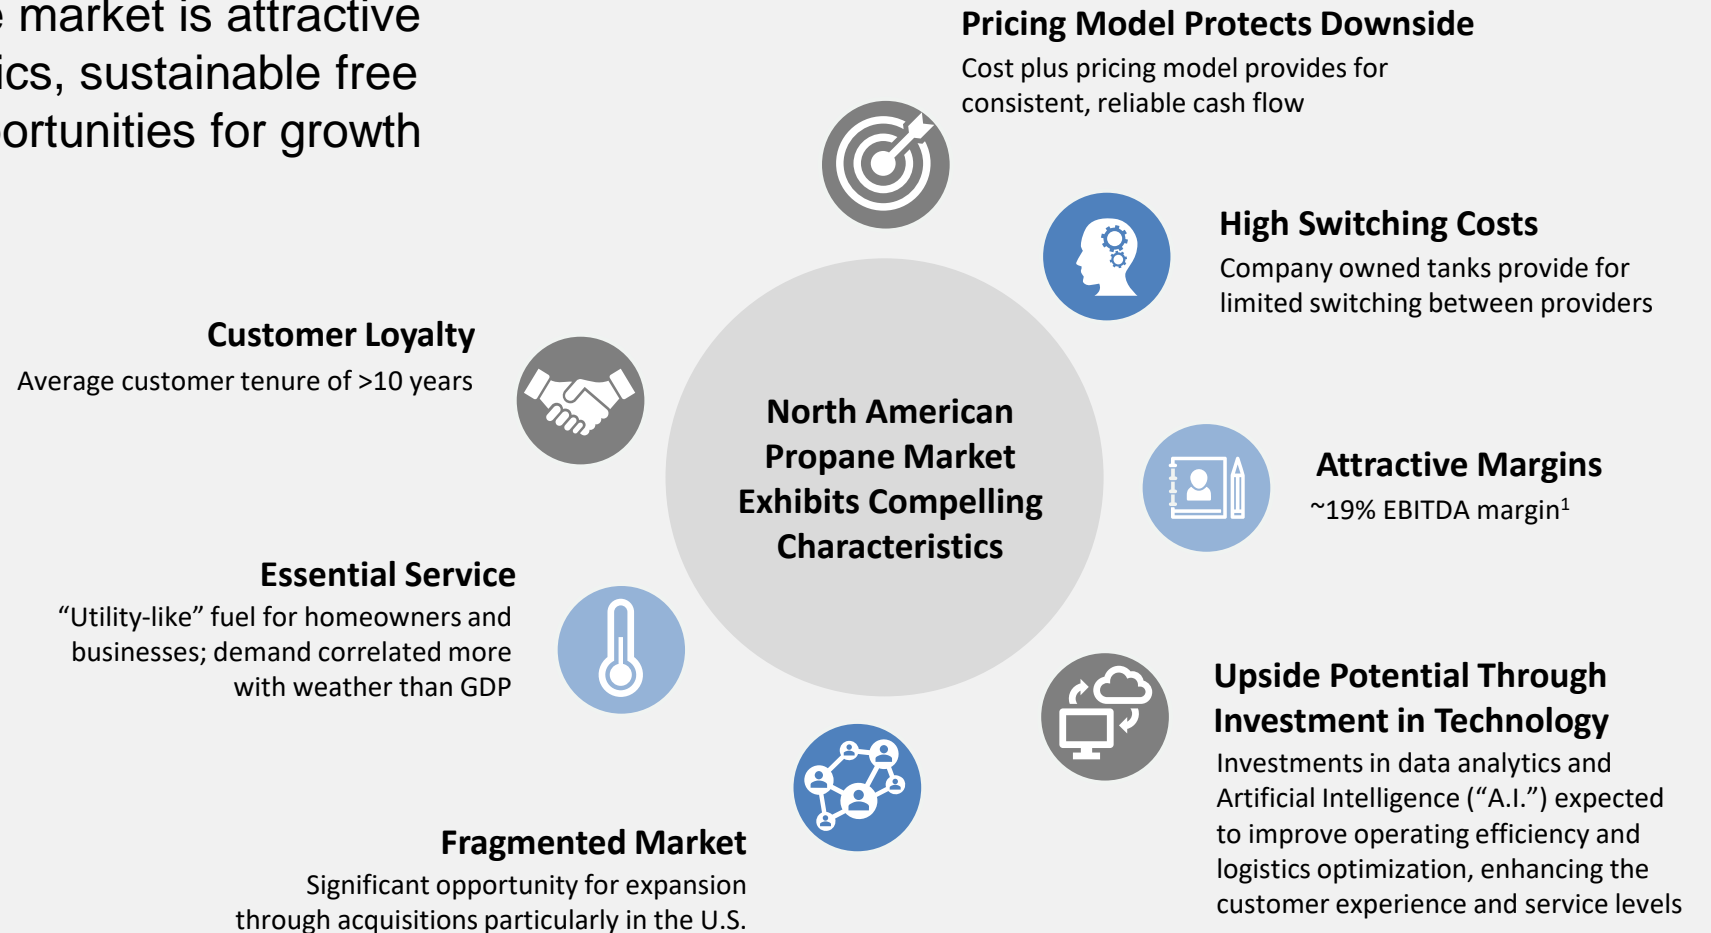 market is attractive
ics, sustainable free
portunities for growth
Pricing Model Protects Downside
Cost plus pricing model provides for
consistent, reliable cash flow
High Switching Costs
Company owned tanks provide for
limited switching between providers
Customer Loyalty
Average customer tenure of >10 years
North American
Propane Market
Exhibits Compelling
Characteristics
Attractive Margins
~19% EBITDA margin¹
Essential Service
“Utility-like” fuel for homeowners and
businesses; demand correlated more
with weather than GDP
Upside Potential Through
Investment in Technology
Investments in data analytics and
Artificial Intelligence (“A.I.”) expected
to improve operating efficiency and
logistics optimization, enhancing the
customer experience and service levels
Fragmented Market
Significant opportunity for expansion
through acquisitions particularly in the U.S.